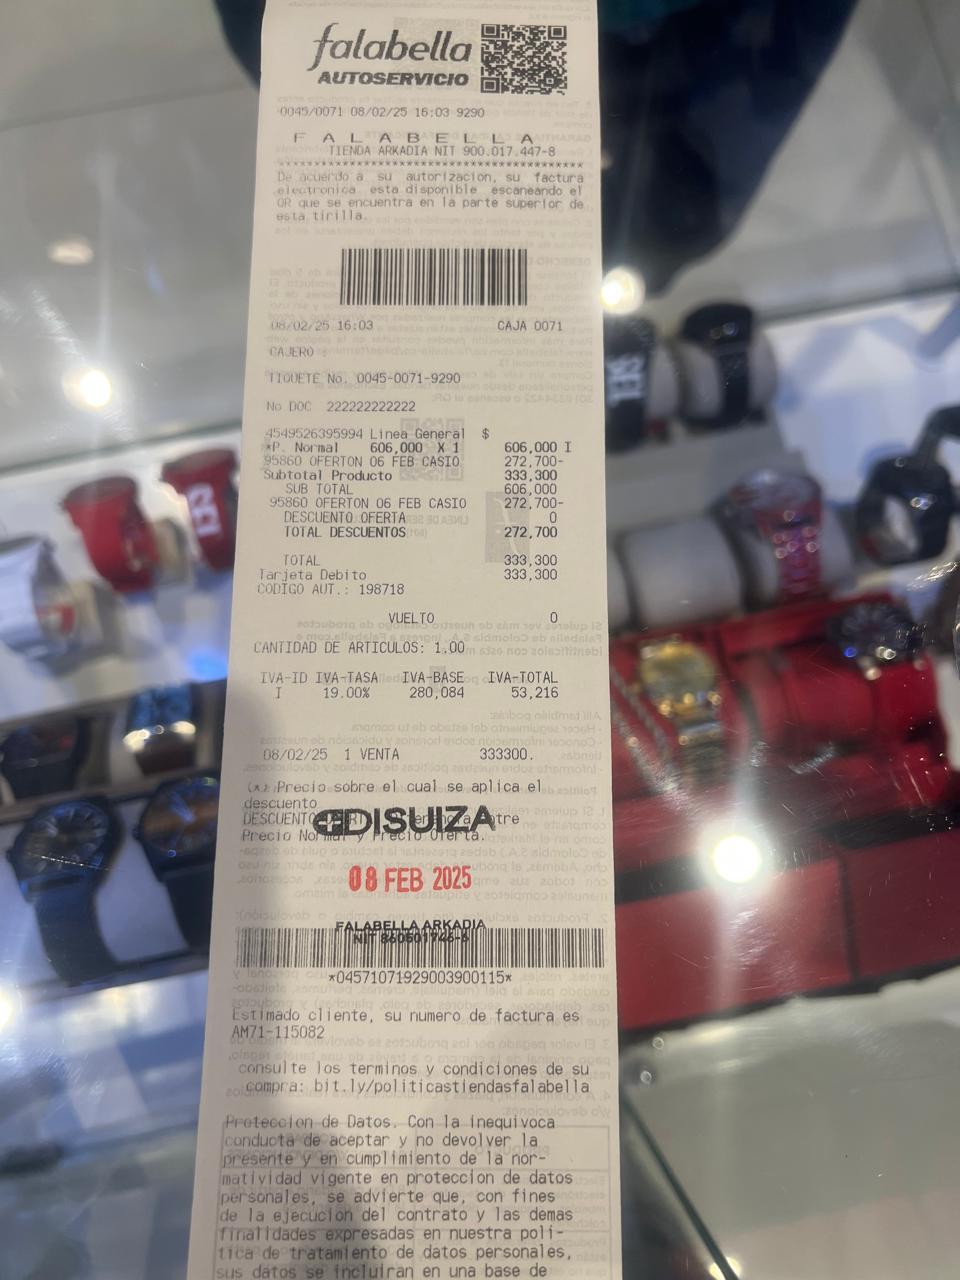 falabella
AUTOSERVICIO
0045/0071 08/02/25 16:03 9290
F A L A B E L L A
TIENDA ARKADIA NIT 900.017.447-8
****************************************
De acuerdo a su autorizacion, su factura
electronica esta disponible escaneando el
QR que se encuentra en la parte superior de
esta tirilla.
08/02/25 16:03 CAJA 0071
CAJERO :
TIQUETE No. 0045-0071-9290
No DOC 222222222222
4549526395994 Linea General $
*P. Normal 606,000 X 1 606,000 I
95860 OFERTON 06 FEB CASIO 272,700-
Subtotal Producto 333,300
SUB TOTAL 606,000
95860 OFERTON 06 FEB CASIO 272,700-
DESCUENTO OFERTA 0
TOTAL DESCUENTOS 272,700
TOTAL 333,300
Tarjeta Debito 333,300
CODIGO AUT.: 198718
VUELTO 0
CANTIDAD DE ARTICULOS: 1.00
IVA-ID IVA-TASA IVA-BASE IVA-TOTAL
I 19.00% 280,084 53,216
08/02/25 1 VENTA 333300.
(*) Precio sobre el cual se aplica el
descuento
DISUIZA
Precio Normal y Precio Oferta.
08 FEB 2025
FALABELLA ARKADIA
NIT 860501746-6
*04571071929003900115*
Estimado cliente, su numero de factura es
AM71-115082
consulte los terminos y condiciones de su
compra: bit.ly/politicastiendasfalabella
Proteccion de Datos. Con la inequivoca
conducta de aceptar y no devolver la
presente y en cumplimiento de la nor-
matividad vigente en proteccion de datos
personales, se advierte que, con fines
de la ejecucion del contrato y las demas
finalidades expresadas en nuestra poli-
tica de tratamiento de datos personales,
sus datos se incluiran en una base de